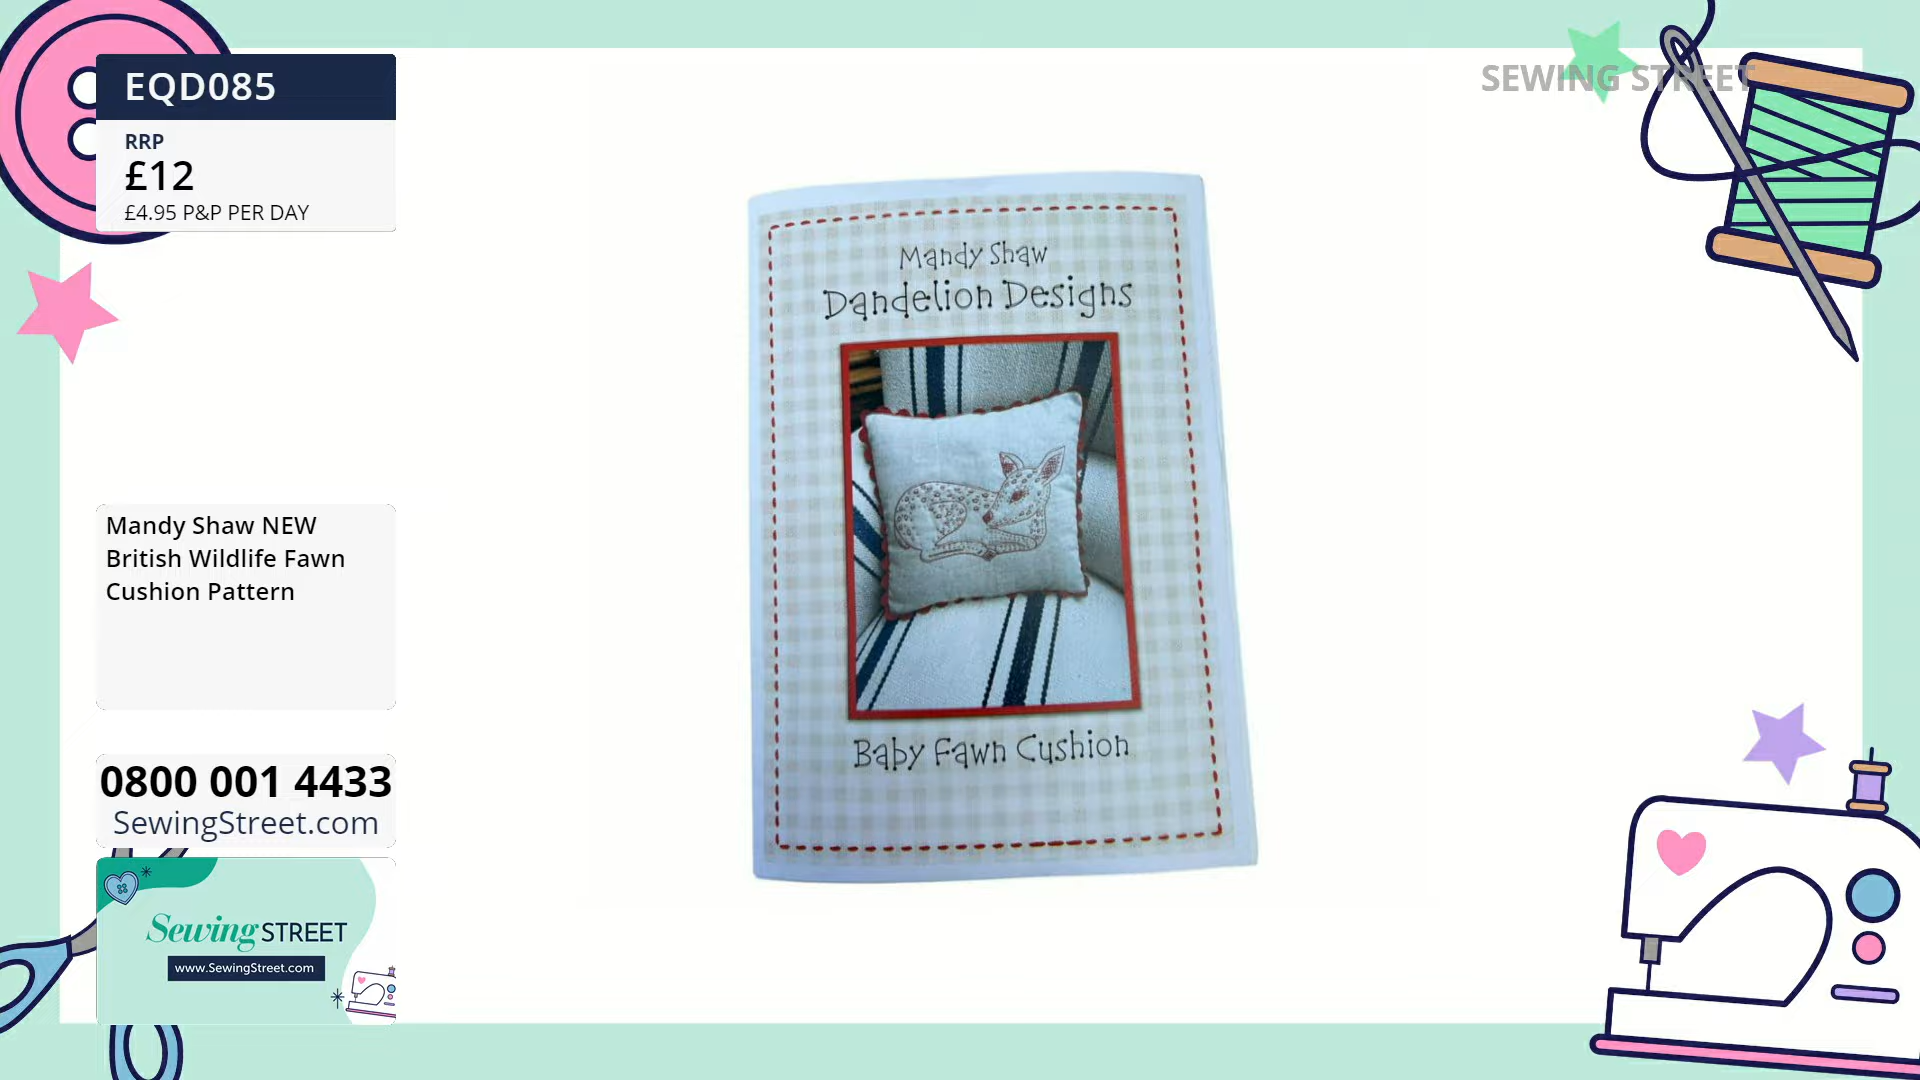 EQD085
RRP
£12
£4.95 P&P PER DAY
SEWING STREET
Mandy Shaw
Dandelion Designs
Baby Fawn Cushion
Mandy Shaw NEW
British Wildlife Fawn
Cushion Pattern
0800 001 4433
SewingStreet.com
Sewing STREET
www.SewingStreet.com